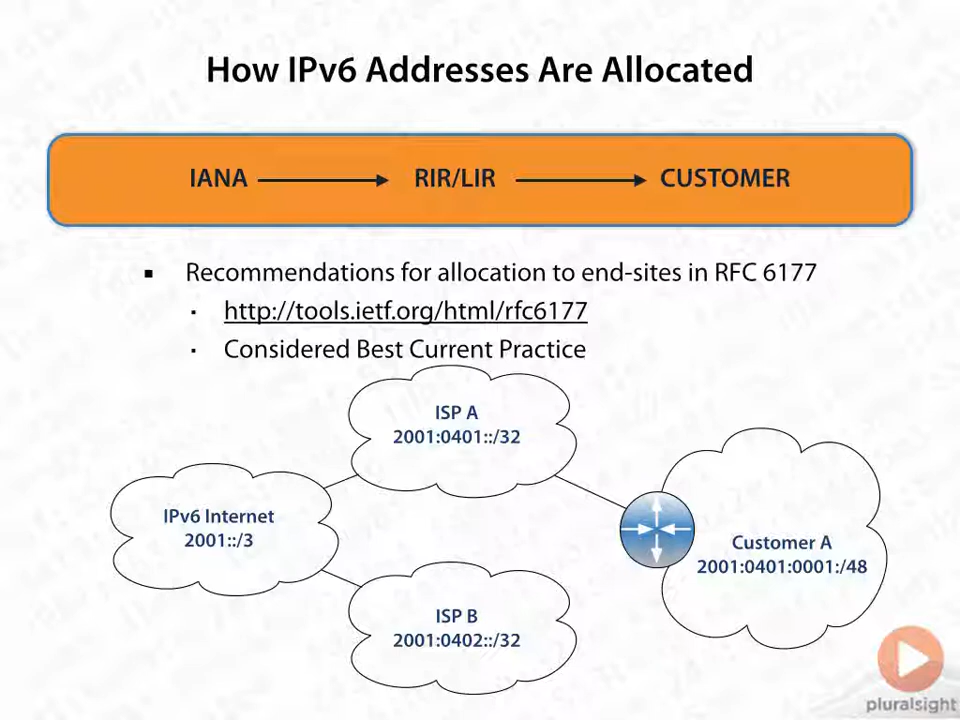 How IPv6 Addresses Are Allocated
IANA
RIR/LIR
CUSTOMER
Recommendations for allocation to end-sites in RFC 6177
http://tools.ietf.org/html/rfc6177
Considered Best Current Practice
ISP A
2001:0401::/32
IPv6 Internet
2001::/3
Customer A
2001:0401:0001:/48
ISP B
2001:0402::/32
pluralsight